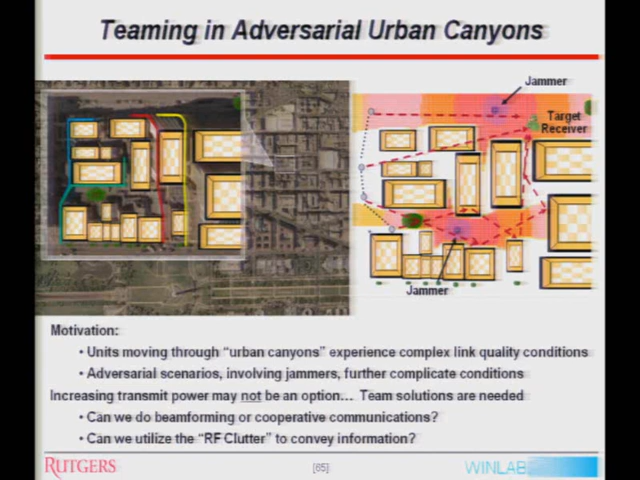 Teaming in Adversarial Urban Canyons
Jammer
Target
Receiver
Jammer
Motivation:
• Units moving through "urban canyons" experience complex link quality conditions
• Adversarial scenarios, involving jammers, further complicate conditions
Increasing transmit power may not be an option... Team solutions are needed
• Can we do beamforming or cooperative communications?
• Can we utilize the "RF Clutter" to convey information?
RUTGERS
[65]
WINLAB